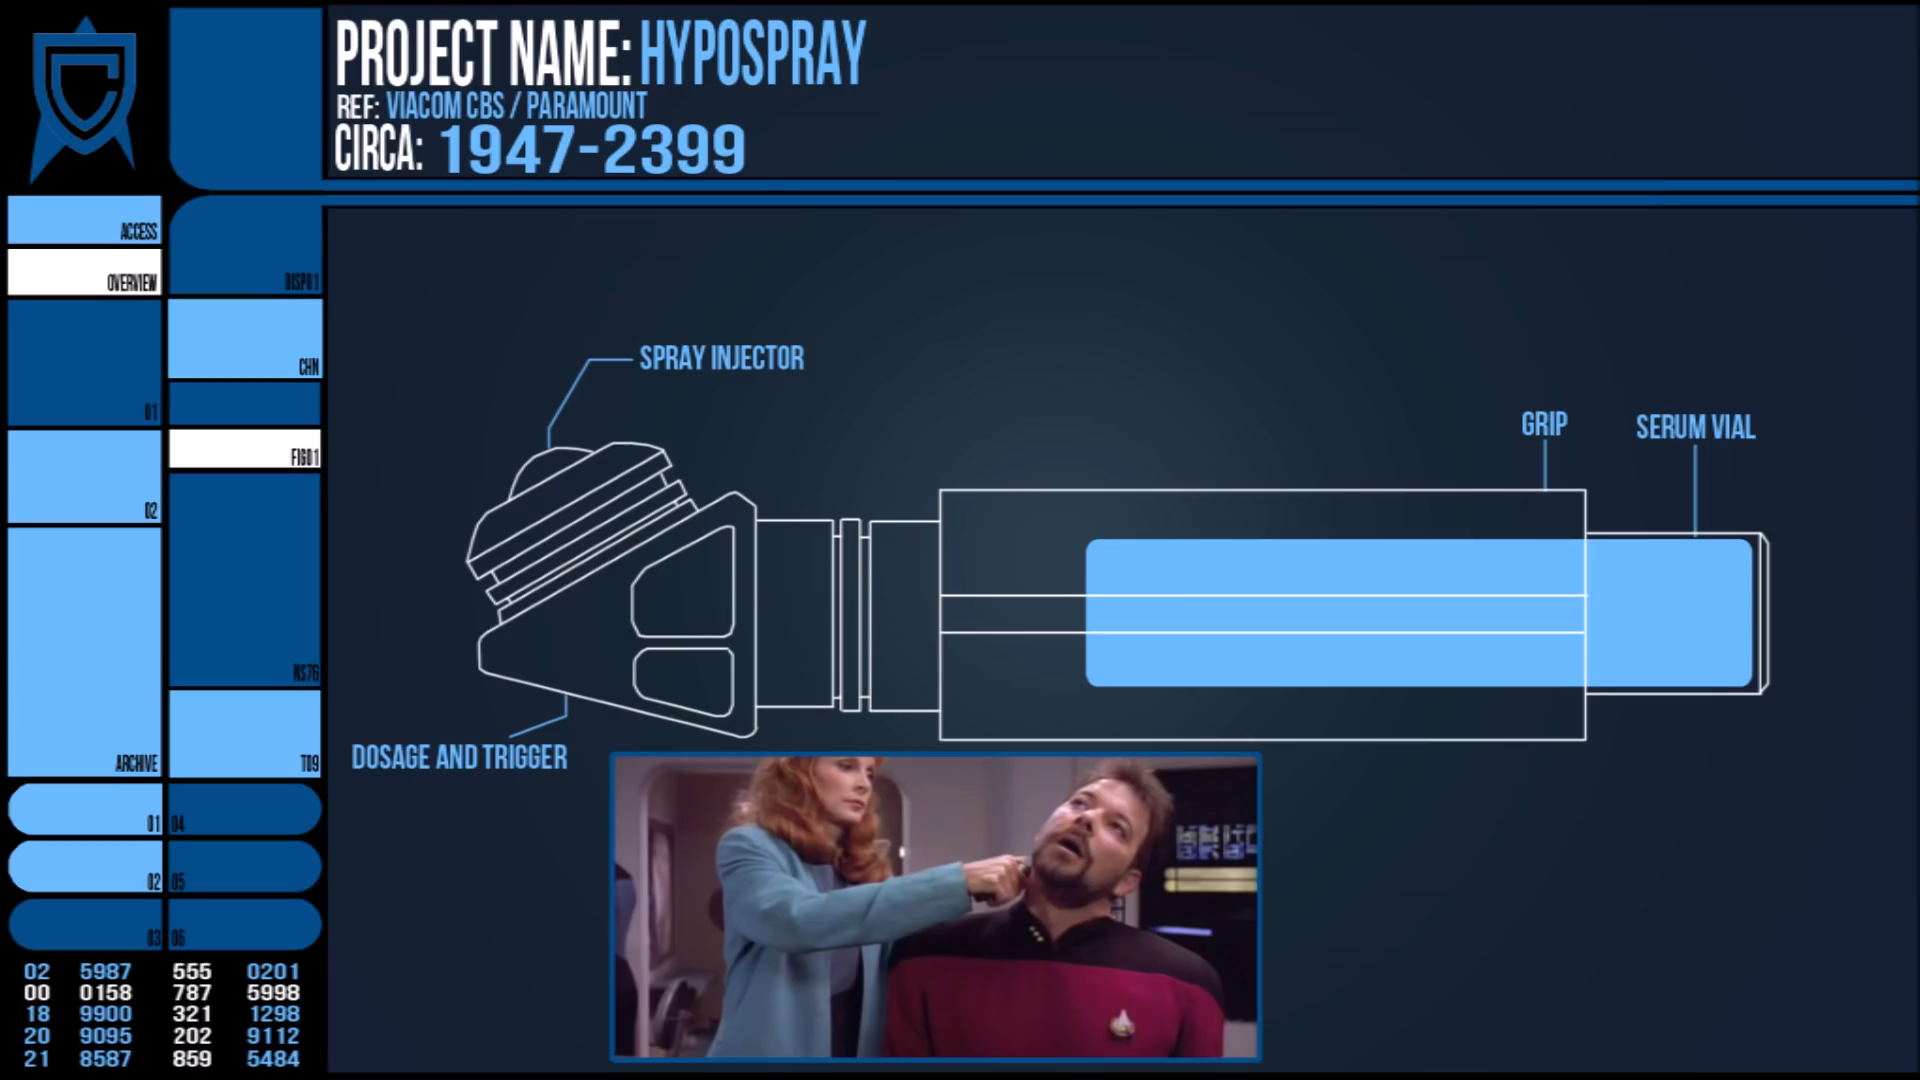 PROJECT NAME: HYPOSPRAY
REF: VIACOM CBS / PARAMOUNT
CIRCA: 1947-2399
ACCESS
OVERVIEW
DISP01
CHN
01
FIG01
02
NS76
ARCHIVE
T09
01 04
02 05
03 06
02 5987 555 0201
00 0158 787 5998
18 9900 321 1298
20 9095 202 9112
21 8587 859 5484
SPRAY INJECTOR
GRIP
SERUM VIAL
DOSAGE AND TRIGGER